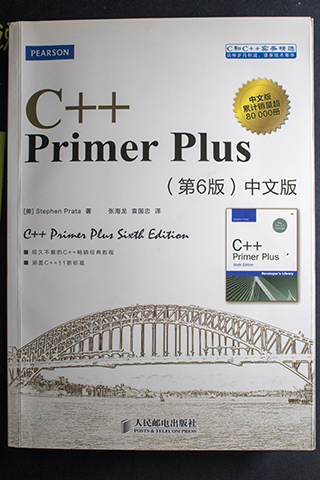 PEARSON
C和C++实务精选
C++
Primer Plus
中文版
累计销量超
80 000册
(第6版)中文版
[美] Stephen Prata 著 张海龙 袁国忠 译
C++ Primer Plus Sixth Edition
■ 经久不衰的C++畅销经典教程
■ 涵盖C++11新标准
C++
Primer Plus
Sixth Edition
Developer's Library
人民邮电出版社
POSTS & TELECOM PRESS